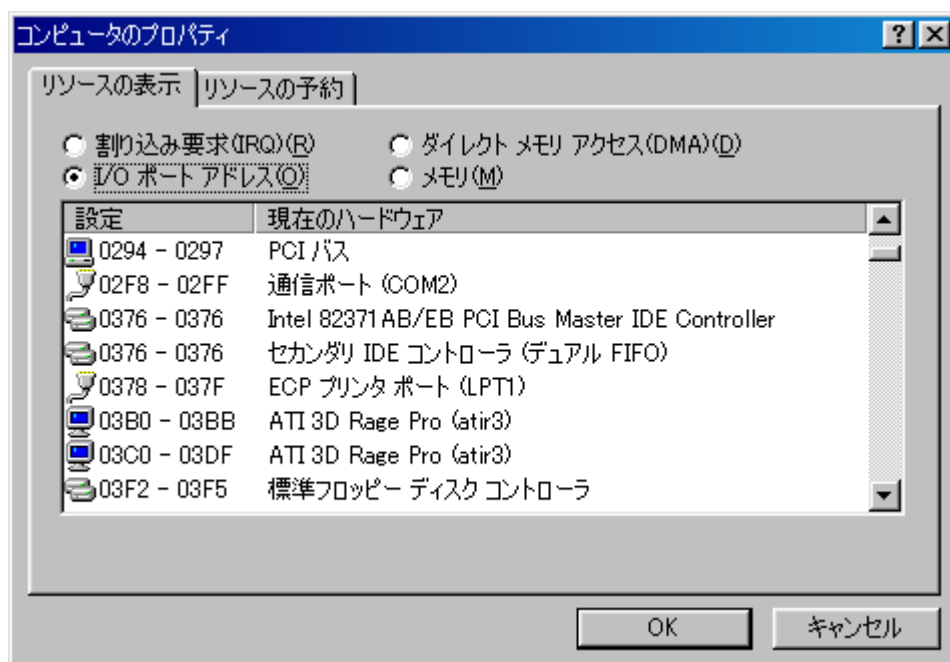 コンピュータのプロパティ
リソースの表示 リソースの予約
割り込み要求(IRQ)(R) ダイレクト メモリ アクセス(DMA)(D)
I/O ポート アドレス(O) メモリ(M)
設定 現在のハードウェア
0294 - 0297 PCI バス
02F8 - 02FF 通信ポート (COM2)
0376 - 0376 Intel 82371AB/EB PCI Bus Master IDE Controller
0376 - 0376 セカンダリ IDE コントローラ (デュアル FIFO)
0378 - 037F ECP プリンタ ポート (LPT1)
03B0 - 03BB ATI 3D Rage Pro (atir3)
03C0 - 03DF ATI 3D Rage Pro (atir3)
03F2 - 03F5 標準フロッピー ディスク コントローラ
OK キャンセル